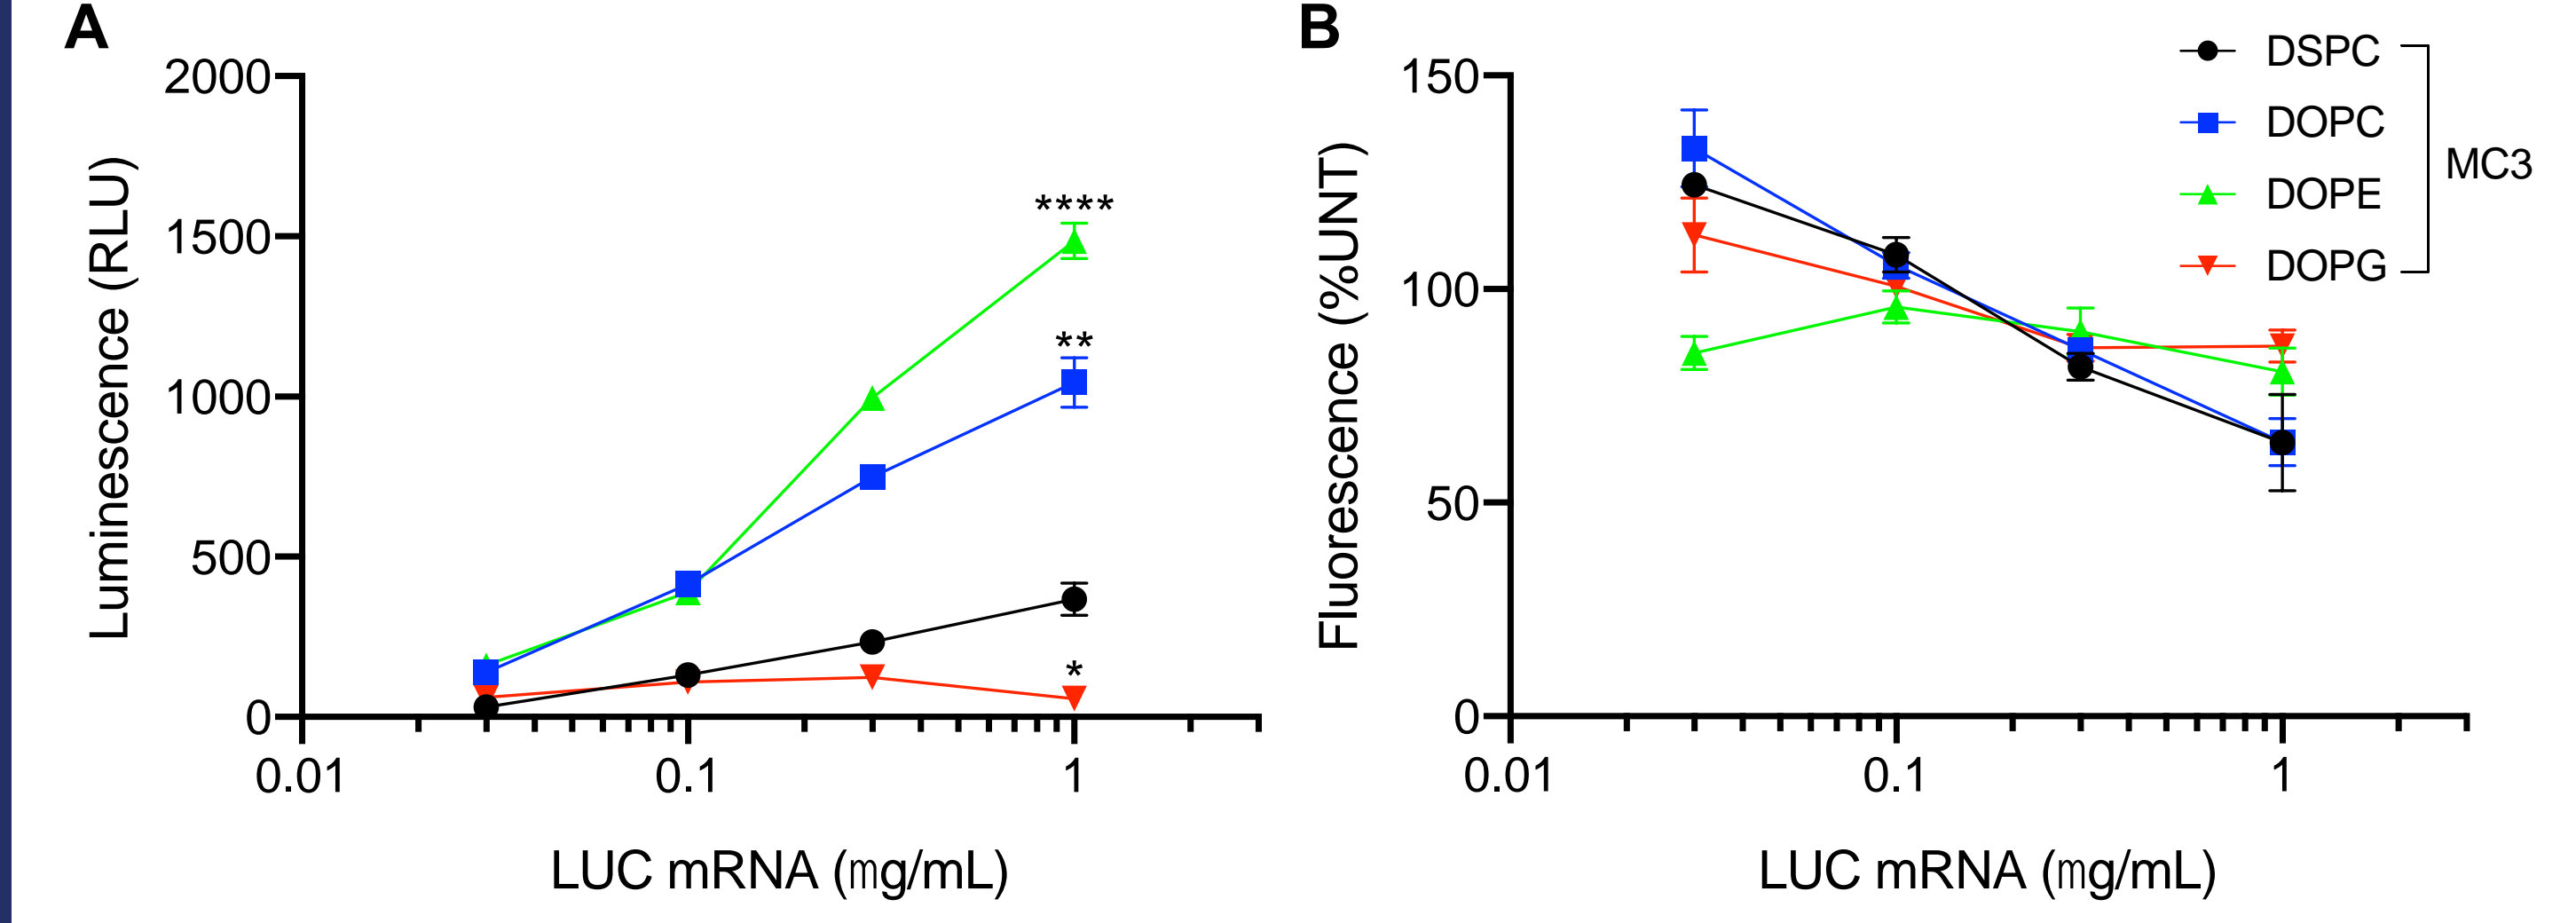 A
2000
1500
1000
500
0
Luminescence (RLU)
****
**
*
0.01
0.1
1
LUC mRNA (mg/mL)
B
150
100
50
0
Fluorescence (%UNT)
0.01
0.1
1
LUC mRNA (mg/mL)
DSPC
DOPC
DOPE
DOPG
MC3